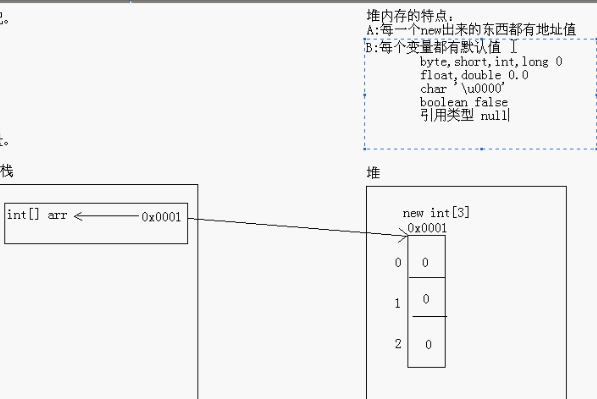 堆内存的特点:
A:每一个new出来的东西都有地址值
B:每个变量都有默认值
byte,short,int,long 0
float,double 0.0
char '\u0000'
boolean false
引用类型 null
栈
堆
int[] arr
0x0001
new int[3]
0x0001
0
0
1
0
2
0